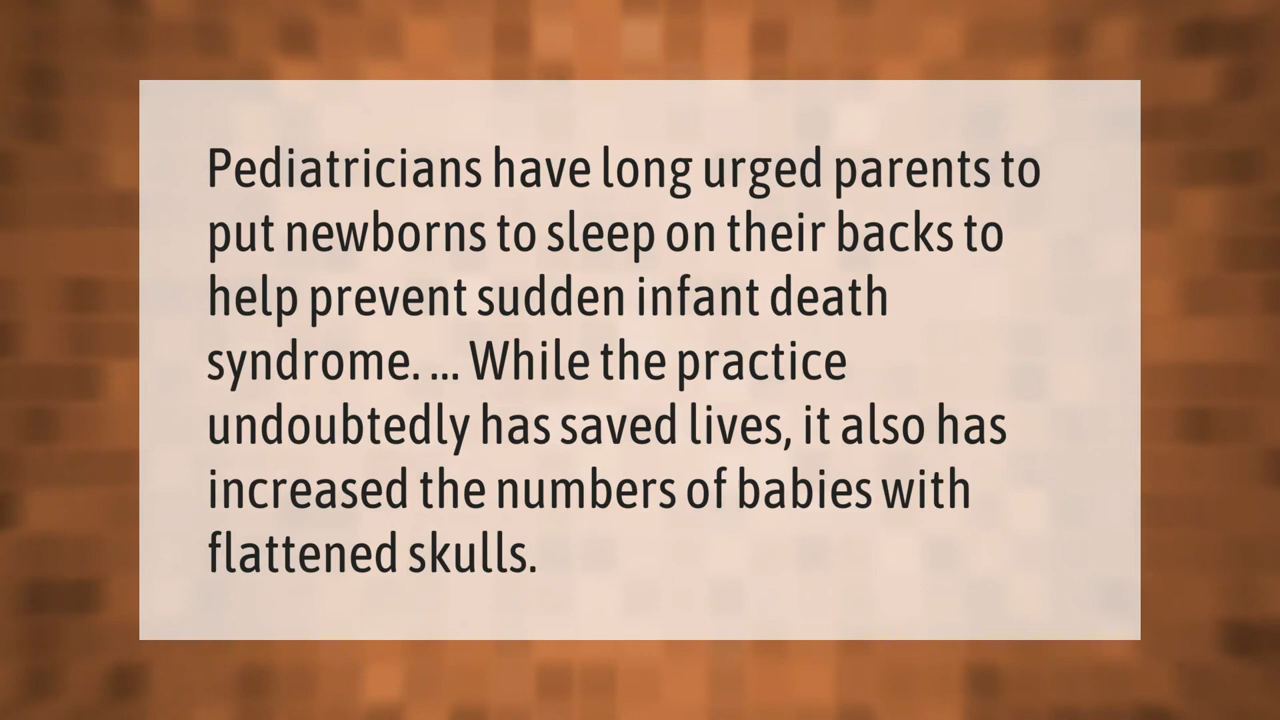 Pediatricians have long urged parents to
put newborns to sleep on their backs to
help prevent sudden infant death
syndrome. ... While the practice
undoubtedly has saved lives, it also has
increased the numbers of babies with
flattened skulls.